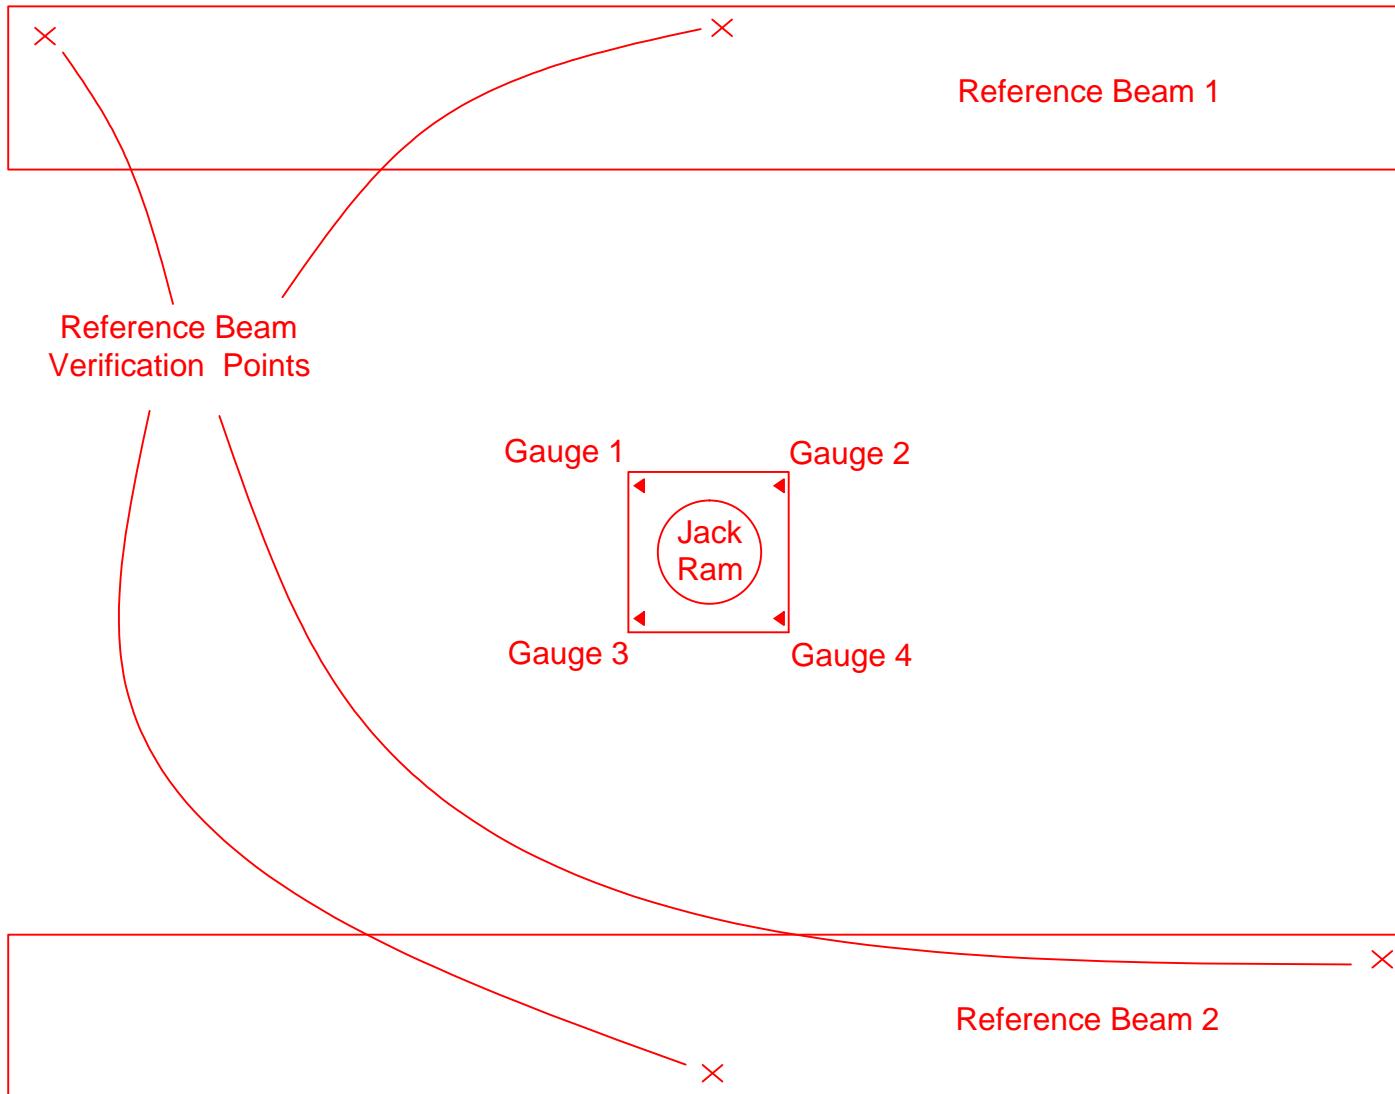 Reference Beam 1
Reference Beam
Verification  Points
Gauge 1
Gauge 2
Jack
Ram
Gauge 3
Gauge 4
Reference Beam 2